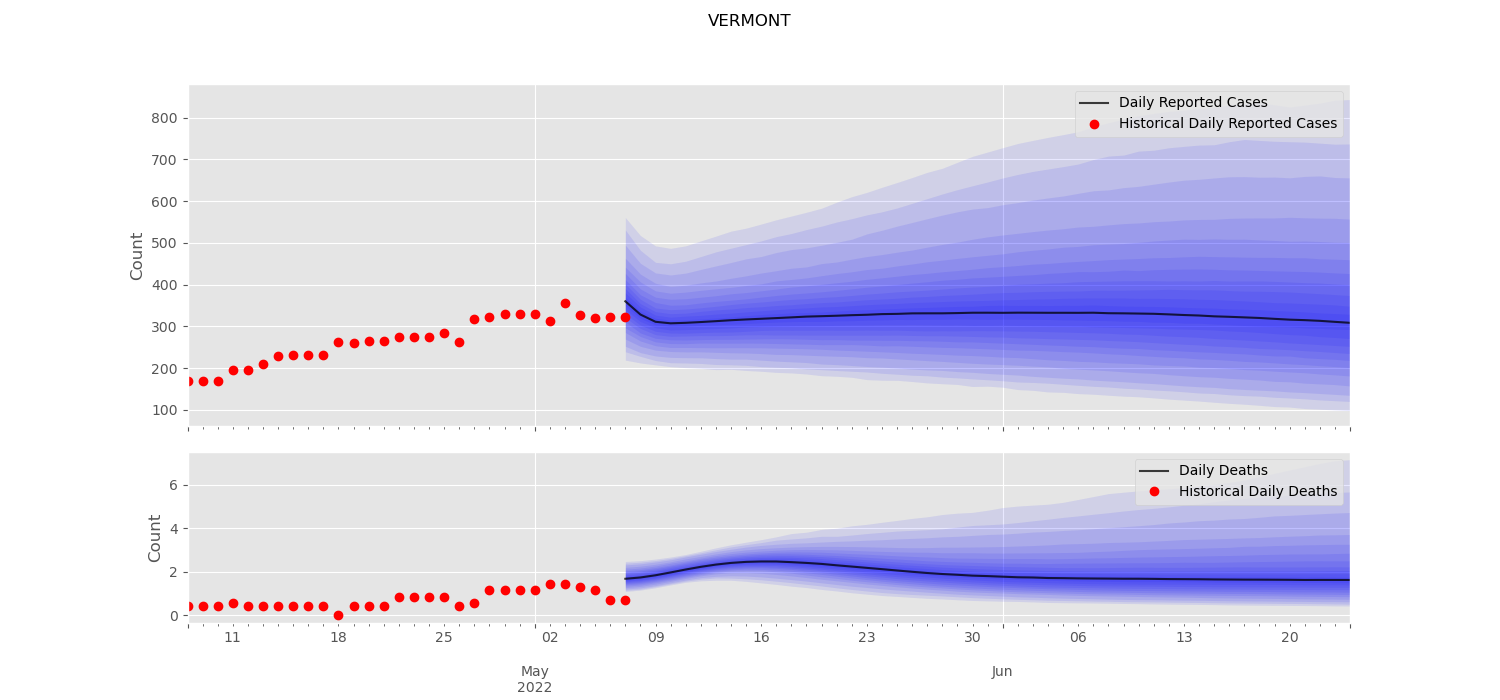 VERMONT
Daily Reported Cases
Historical Daily Reported Cases
Count
800
700
600
500
400
300
200
100
Daily Deaths
Historical Daily Deaths
Count
6
4
2
0
11 18 25 02 09 16 23 30 06 13 20
May Jun
2022